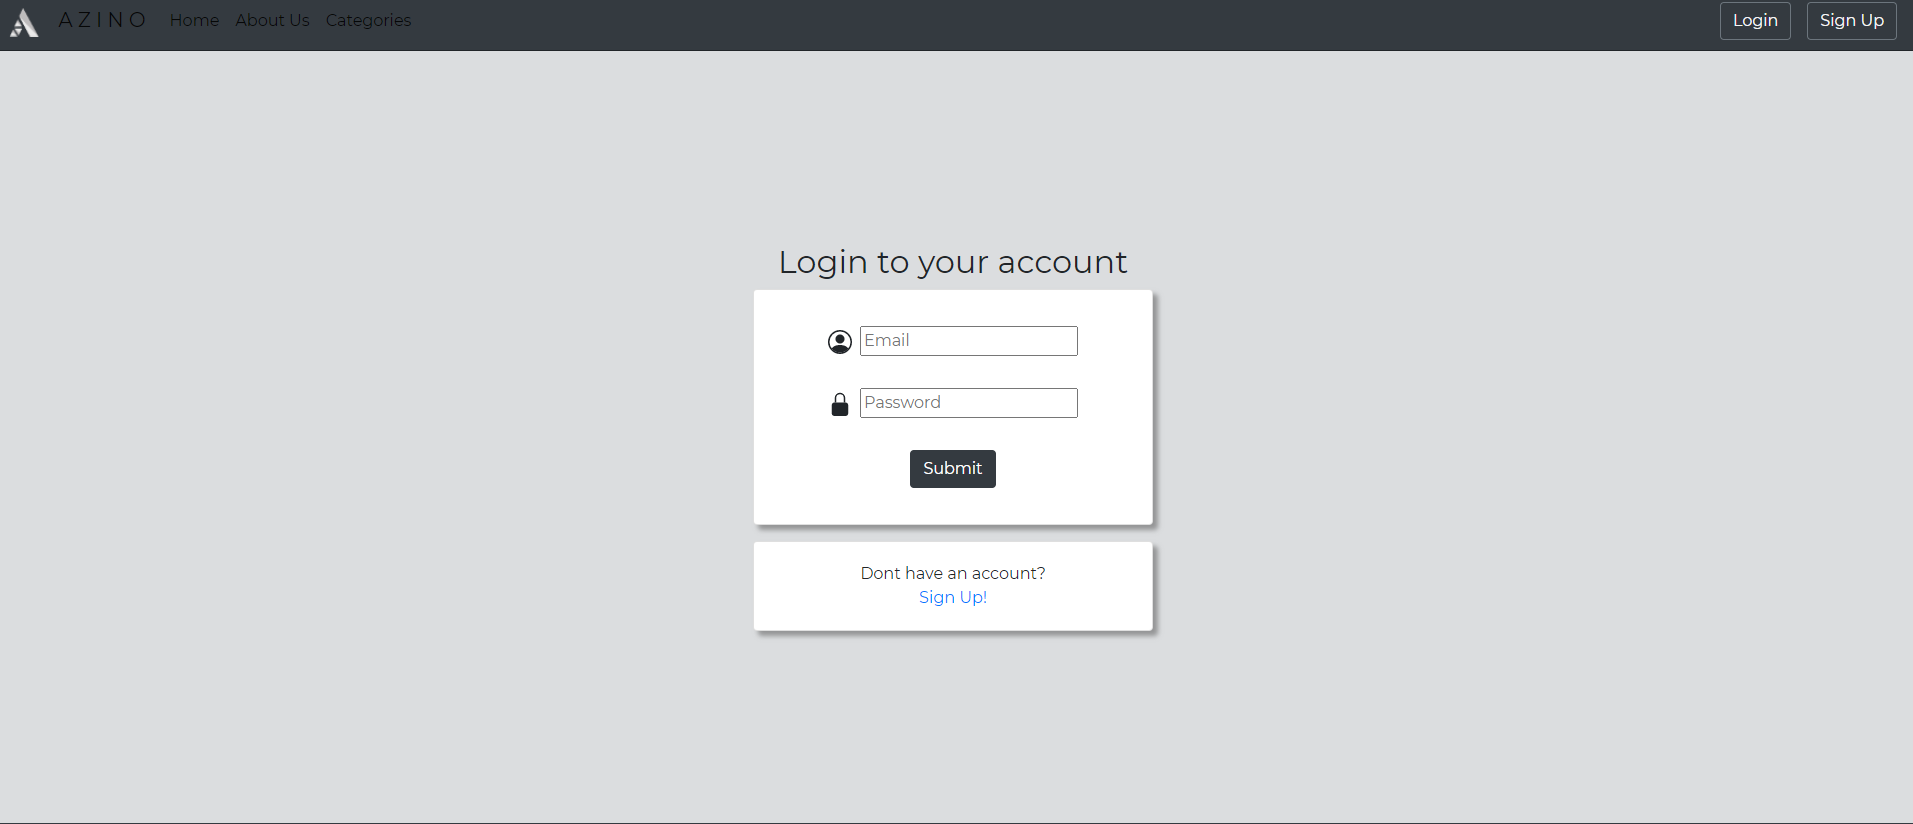 A Z I N O Home About Us Categories Login Sign Up
Login to your account
Email
Password
Submit
Dont have an account?
Sign Up!